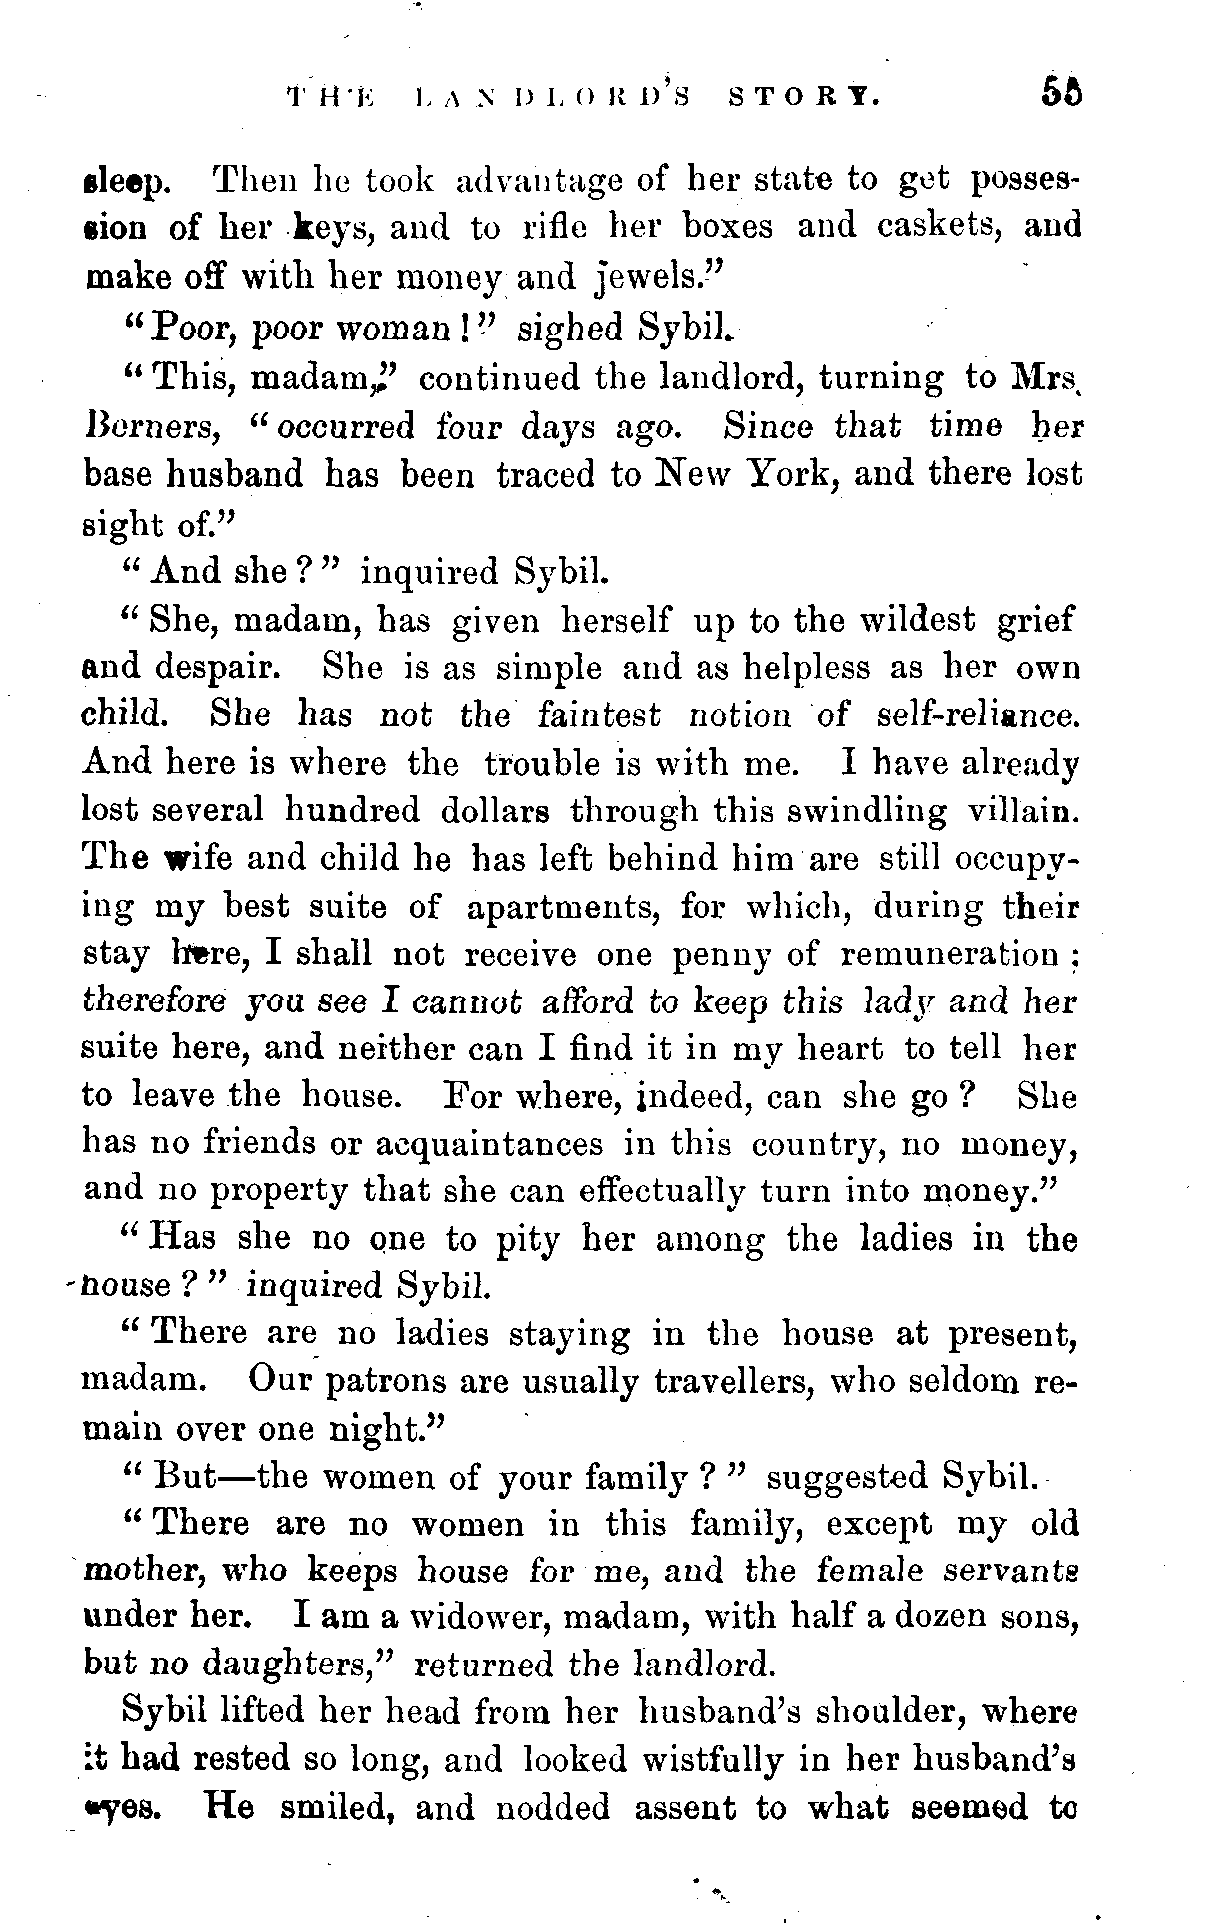 THE LANDLORD'S STORY. 55
sleep. Then he took advantage of her state to get posses-
sion of her keys, and to rifle her boxes and caskets, and
make off with her money and jewels."
"Poor, poor woman!" sighed Sybil.
"This, madam," continued the landlord, turning to Mrs.
Berners, "occurred four days ago. Since that time her
base husband has been traced to New York, and there lost
sight of."
"And she?" inquired Sybil.
"She, madam, has given herself up to the wildest grief
and despair. She is as simple and as helpless as her own
child. She has not the faintest notion of self-reliance.
And here is where the trouble is with me. I have already
lost several hundred dollars through this swindling villain.
The wife and child he has left behind him are still occupy-
ing my best suite of apartments, for which, during their
stay here, I shall not receive one penny of remuneration;
therefore you see I cannot afford to keep this lady and her
suite here, and neither can I find it in my heart to tell her
to leave the house. For where, indeed, can she go? She
has no friends or acquaintances in this country, no money,
and no property that she can effectually turn into money."
"Has she no one to pity her among the ladies in the
house?" inquired Sybil.
"There are no ladies staying in the house at present,
madam. Our patrons are usually travellers, who seldom re-
main over one night."
"But—the women of your family?" suggested Sybil.
"There are no women in this family, except my old
mother, who keeps house for me, and the female servants
under her. I am a widower, madam, with half a dozen sons,
but no daughters," returned the landlord.
Sybil lifted her head from her husband's shoulder, where
it had rested so long, and looked wistfully in her husband's
eyes. He smiled, and nodded assent to what seemed to